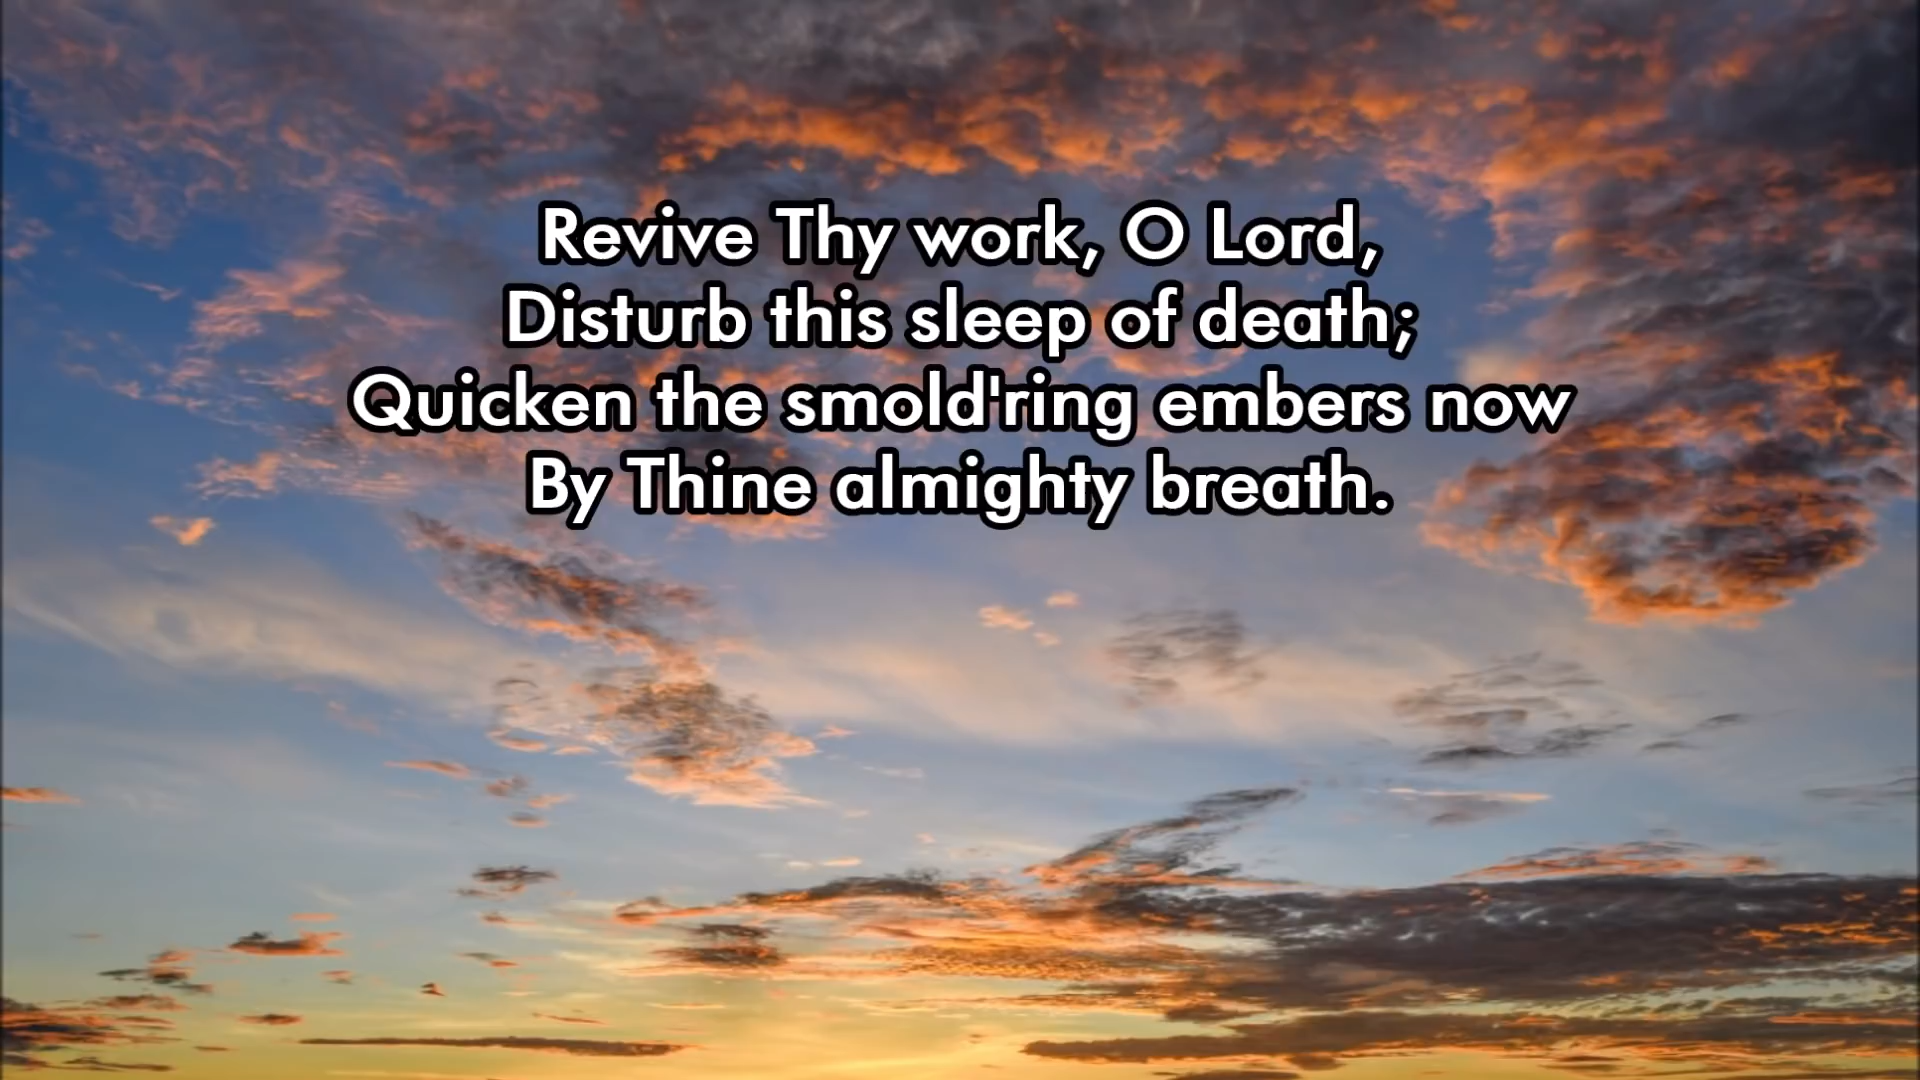 Revive Thy work, O Lord,
Disturb this sleep of death;
Quicken the smold'ring embers now
By Thine almighty breath.